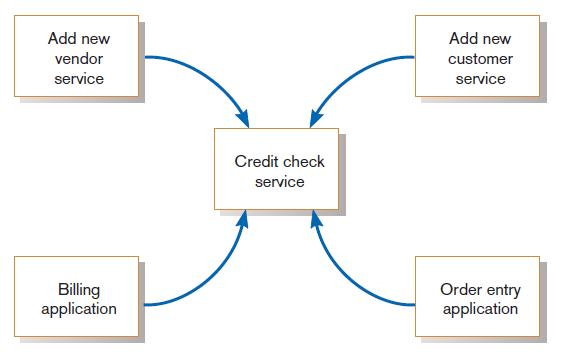 Add new
vendor
service
Add new
customer
service
Credit check
service
Billing
application
Order entry
application